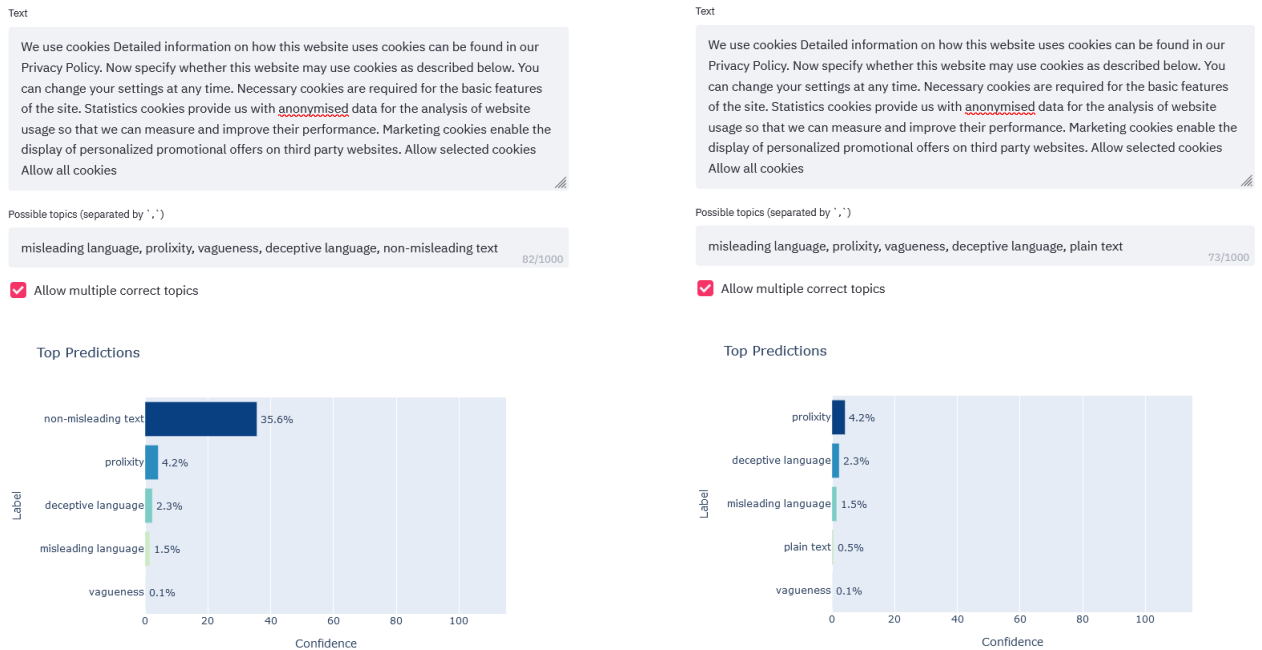 Text
We use cookies Detailed information on how this website uses cookies can be found in our
Privacy Policy. Now specify whether this website may use cookies as described below. You
can change your settings at any time. Necessary cookies are required for the basic features
of the site. Statistics cookies provide us with anonymised data for the analysis of website
usage so that we can measure and improve their performance. Marketing cookies enable the
display of personalized promotional offers on third party websites. Allow selected cookies
Allow all cookies
Possible topics (separated by `,`)
misleading language, prolixity, vagueness, deceptive language, non-misleading text
82/1000
Allow multiple correct topics
Top Predictions
Label
non-misleading text 35.6%
prolixity 4.2%
deceptive language 2.3%
misleading language 1.5%
vagueness 0.1%
0 20 40 60 80 100
Confidence
Text
We use cookies Detailed information on how this website uses cookies can be found in our
Privacy Policy. Now specify whether this website may use cookies as described below. You
can change your settings at any time. Necessary cookies are required for the basic features
of the site. Statistics cookies provide us with anonymised data for the analysis of website
usage so that we can measure and improve their performance. Marketing cookies enable the
display of personalized promotional offers on third party websites. Allow selected cookies
Allow all cookies
Possible topics (separated by `,`)
misleading language, prolixity, vagueness, deceptive language, plain text
73/1000
Allow multiple correct topics
Top Predictions
Label
prolixity 4.2%
deceptive language 2.3%
misleading language 1.5%
plain text 0.5%
vagueness 0.1%
0 20 40 60 80 100
Confidence